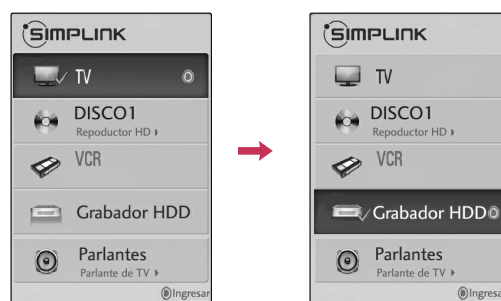 SIMPLINK
TV
DISCO1
Repoductor HD
VCR
Grabador HDD
Parlantes
Parlante de TV
Ingresar
SIMPLINK
TV
DISCO1
Repoductor HD
VCR
Grabador HDD
Parlantes
Parlante de TV
Ingresa